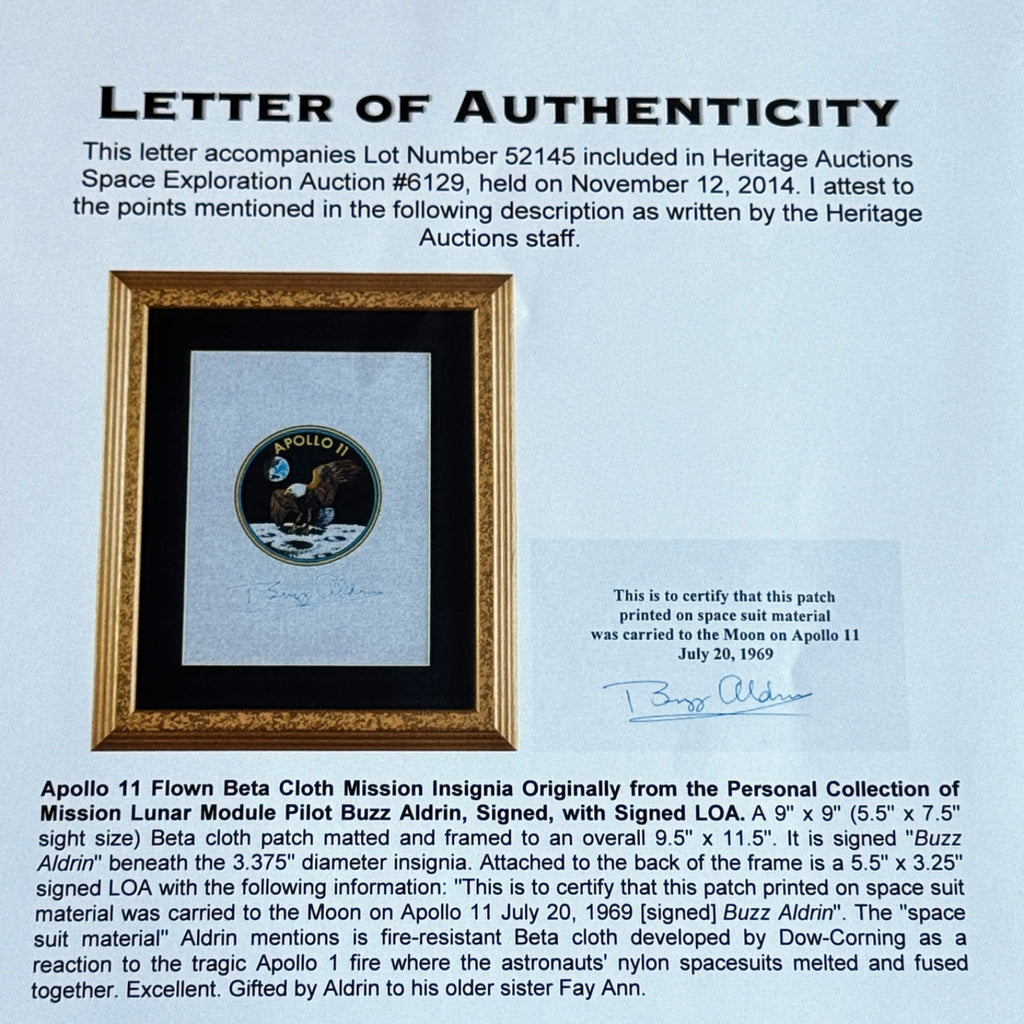 LETTER OF AUTHENTICITY
This letter accompanies Lot Number 52145 included in Heritage Auctions
Space Exploration Auction #6129, held on November 12, 2014. I attest to
the points mentioned in the following description as written by the Heritage
Auctions staff.
APOLLO 11
Buzz Aldrin
This is to certify that this patch
printed on space suit material
was carried to the Moon on Apollo 11
July 20, 1969
Buzz Aldrin
Apollo 11 Flown Beta Cloth Mission Insignia Originally from the Personal Collection of
Mission Lunar Module Pilot Buzz Aldrin, Signed, with Signed LOA. A 9" x 9" (5.5" x 7.5"
sight size) Beta cloth patch matted and framed to an overall 9.5" x 11.5". It is signed "Buzz
Aldrin" beneath the 3.375" diameter insignia. Attached to the back of the frame is a 5.5" x 3.25"
signed LOA with the following information: "This is to certify that this patch printed on space suit
material was carried to the Moon on Apollo 11 July 20, 1969 [signed] Buzz Aldrin". The "space
suit material" Aldrin mentions is fire-resistant Beta cloth developed by Dow-Corning as a
reaction to the tragic Apollo 1 fire where the astronauts' nylon spacesuits melted and fused
together. Excellent. Gifted by Aldrin to his older sister Fay Ann.